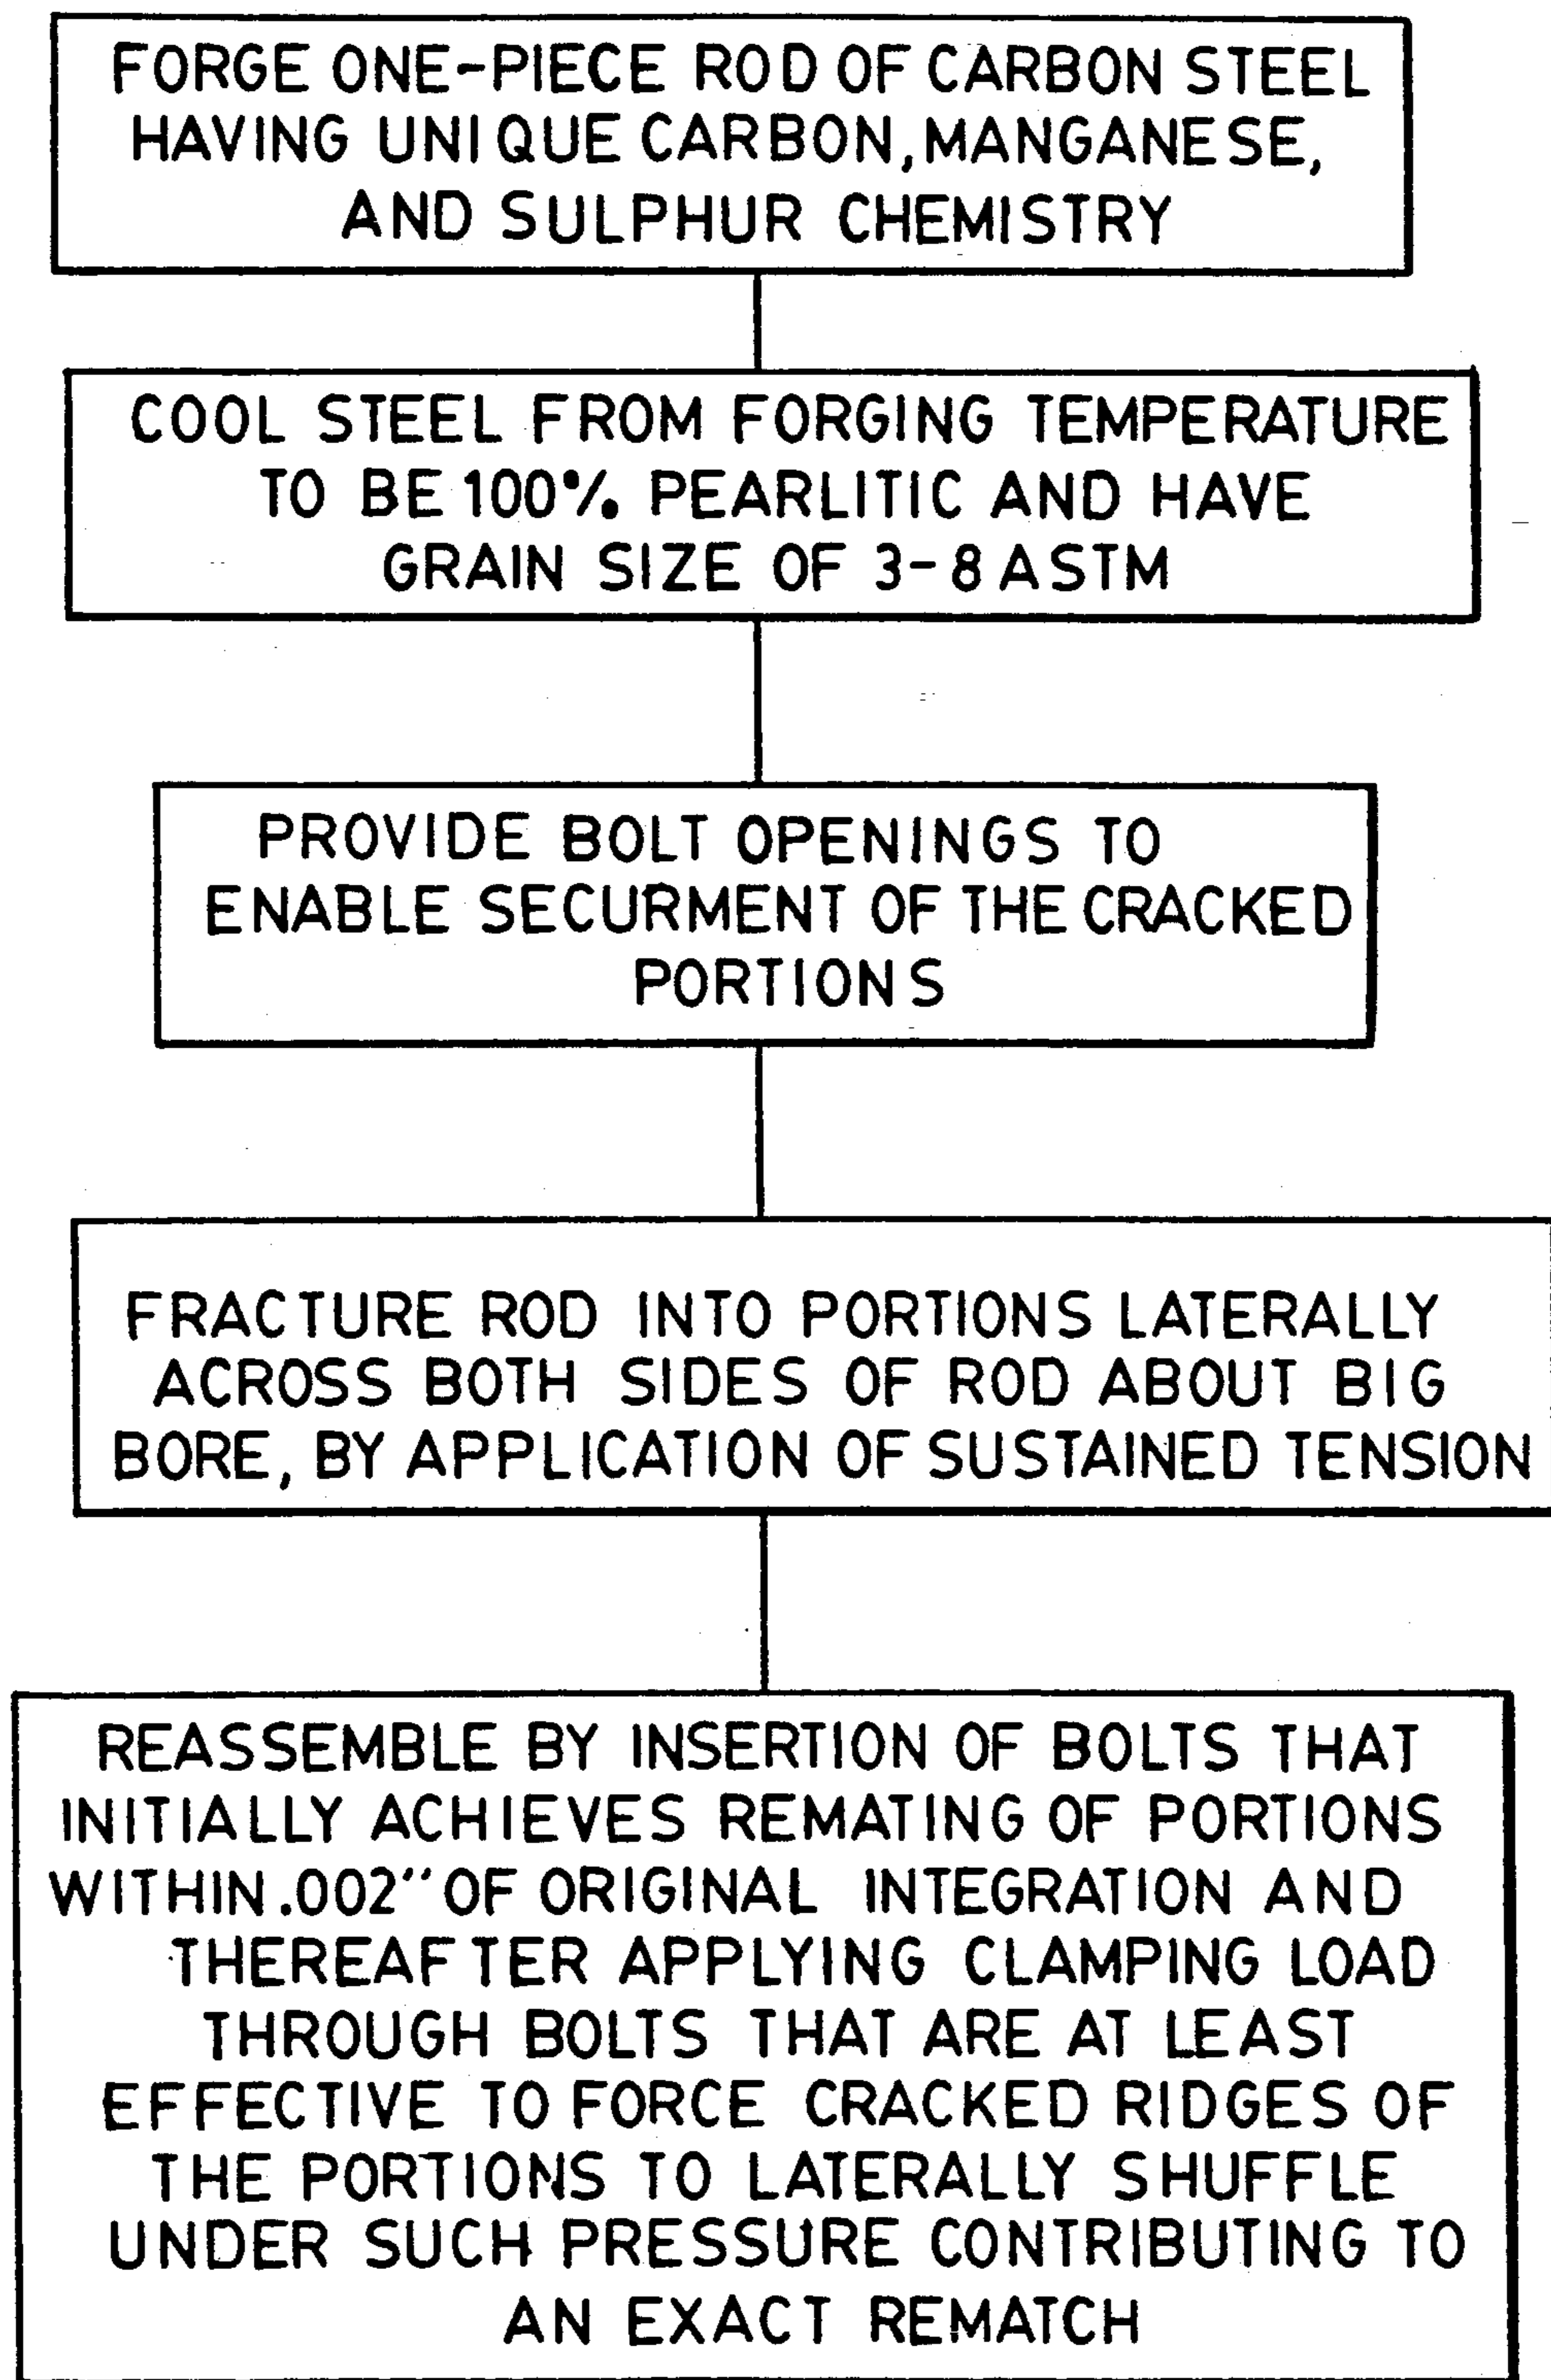 FORGE ONE-PIECE ROD OF CARBON STEEL
HAVING UNIQUE CARBON, MANGANESE,
AND SULPHUR CHEMISTRY
COOL STEEL FROM FORGING TEMPERATURE
TO BE 100% PEARLITIC AND HAVE
GRAIN SIZE OF 3-8 ASTM
PROVIDE BOLT OPENINGS TO
ENABLE SECURMENT OF THE CRACKED
PORTIONS
FRACTURE ROD INTO PORTIONS LATERALLY
ACROSS BOTH SIDES OF ROD ABOUT BIG
BORE, BY APPLICATION OF SUSTAINED TENSION
REASSEMBLE BY INSERTION OF BOLTS THAT
INITIALLY ACHIEVES REMATING OF PORTIONS
WITHIN .002" OF ORIGINAL INTEGRATION AND
THEREAFTER APPLYING CLAMPING LOAD
THROUGH BOLTS THAT ARE AT LEAST
EFFECTIVE TO FORCE CRACKED RIDGES OF
THE PORTIONS TO LATERALLY SHUFFLE
UNDER SUCH PRESSURE CONTRIBUTING TO
AN EXACT REMATCH